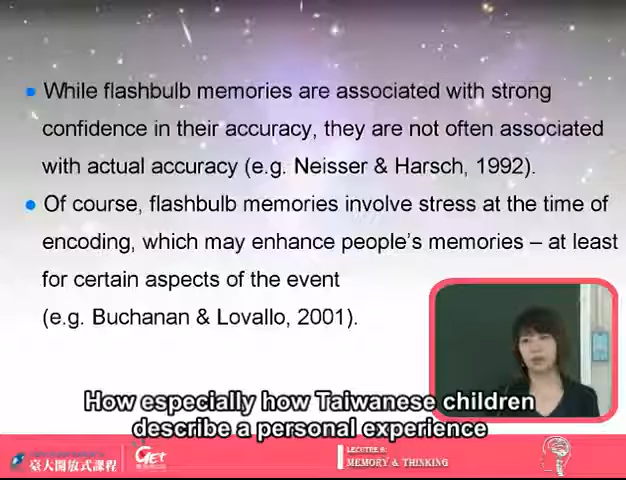 While flashbulb memories are associated with strong
confidence in their accuracy, they are not often associated
with actual accuracy (e.g. Neisser & Harsch, 1992).
Of course, flashbulb memories involve stress at the time of
encoding, which may enhance people's memories – at least
for certain aspects of the event
(e.g. Buchanan & Lovallo, 2001).
How especially how Taiwanese children
describe a personal experience
臺大開放式課程
GET
LECUTRE 6:
MEMORY & THINKING